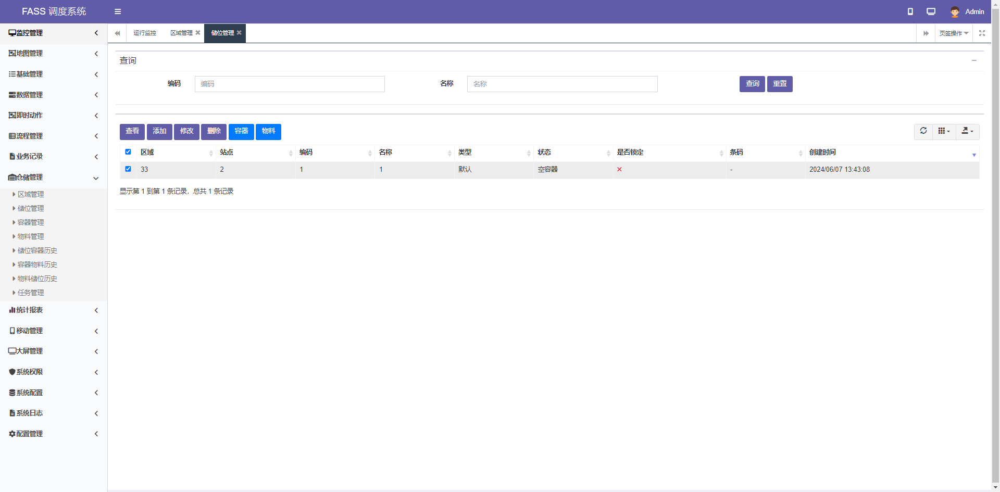 FASS 调度系统
Admin
监控管理
地图管理
基础管理
数据管理
即时动作
流程管理
业务记录
仓储管理
区域管理
储位管理
容器管理
物料管理
储位容器历史
容器物料历史
物料储位历史
任务管理
统计报表
移动管理
大屏管理
系统权限
系统配置
系统日志
配置管理
运行监控 区域管理 储位管理 页签操作
查询
编码 编码 名称 名称 查询 重置
查看 添加 修改 删除 容器 物料
区域 站点 编码 名称 类型 状态 是否锁定 条码 创建时间
33 2 1 1 默认 空容器 - 2024/06/07 13:43:08
显示第 1 到第 1 条记录，总共 1 条记录